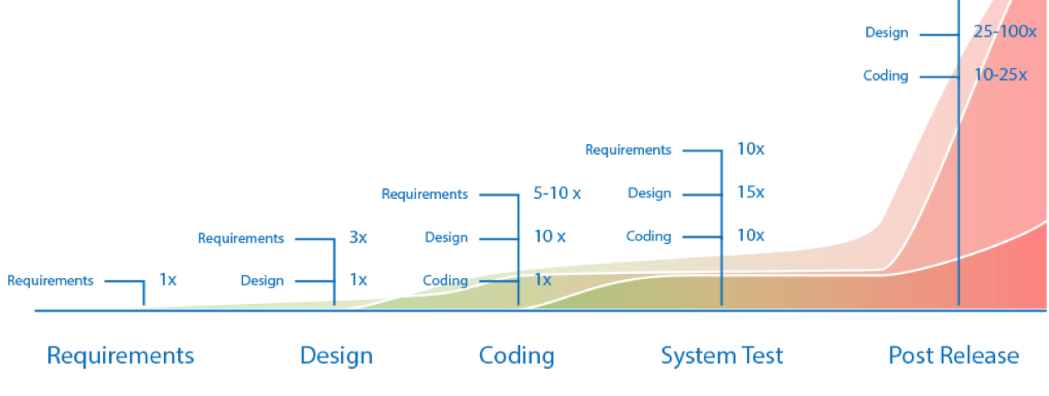 Design 25-100x
Coding 10-25x
Requirements 10x
Design 15x
Coding 10x
Requirements 5-10 x
Design 10 x
Coding 1x
Requirements 3x
Design 1x
Requirements 1x
Requirements Design Coding System Test Post Release